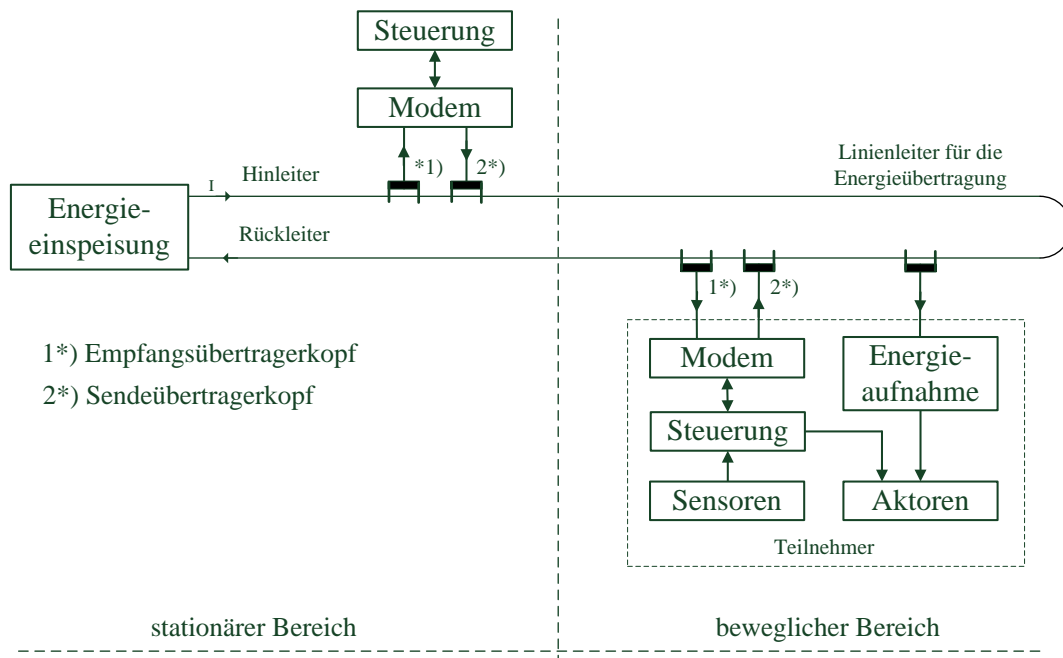 Steuerung
Modem
*1)
2*)
Linienleiter für die
Energieübertragung
I
Hinleiter
Energie-
einspeisung
Rückleiter
1*)
2*)
1*) Empfangsübertragerkopf
2*) Sendeübertragerkopf
Modem
Energie-
aufnahme
Steuerung
Sensoren
Aktoren
Teilnehmer
stationärer Bereich
beweglicher Bereich